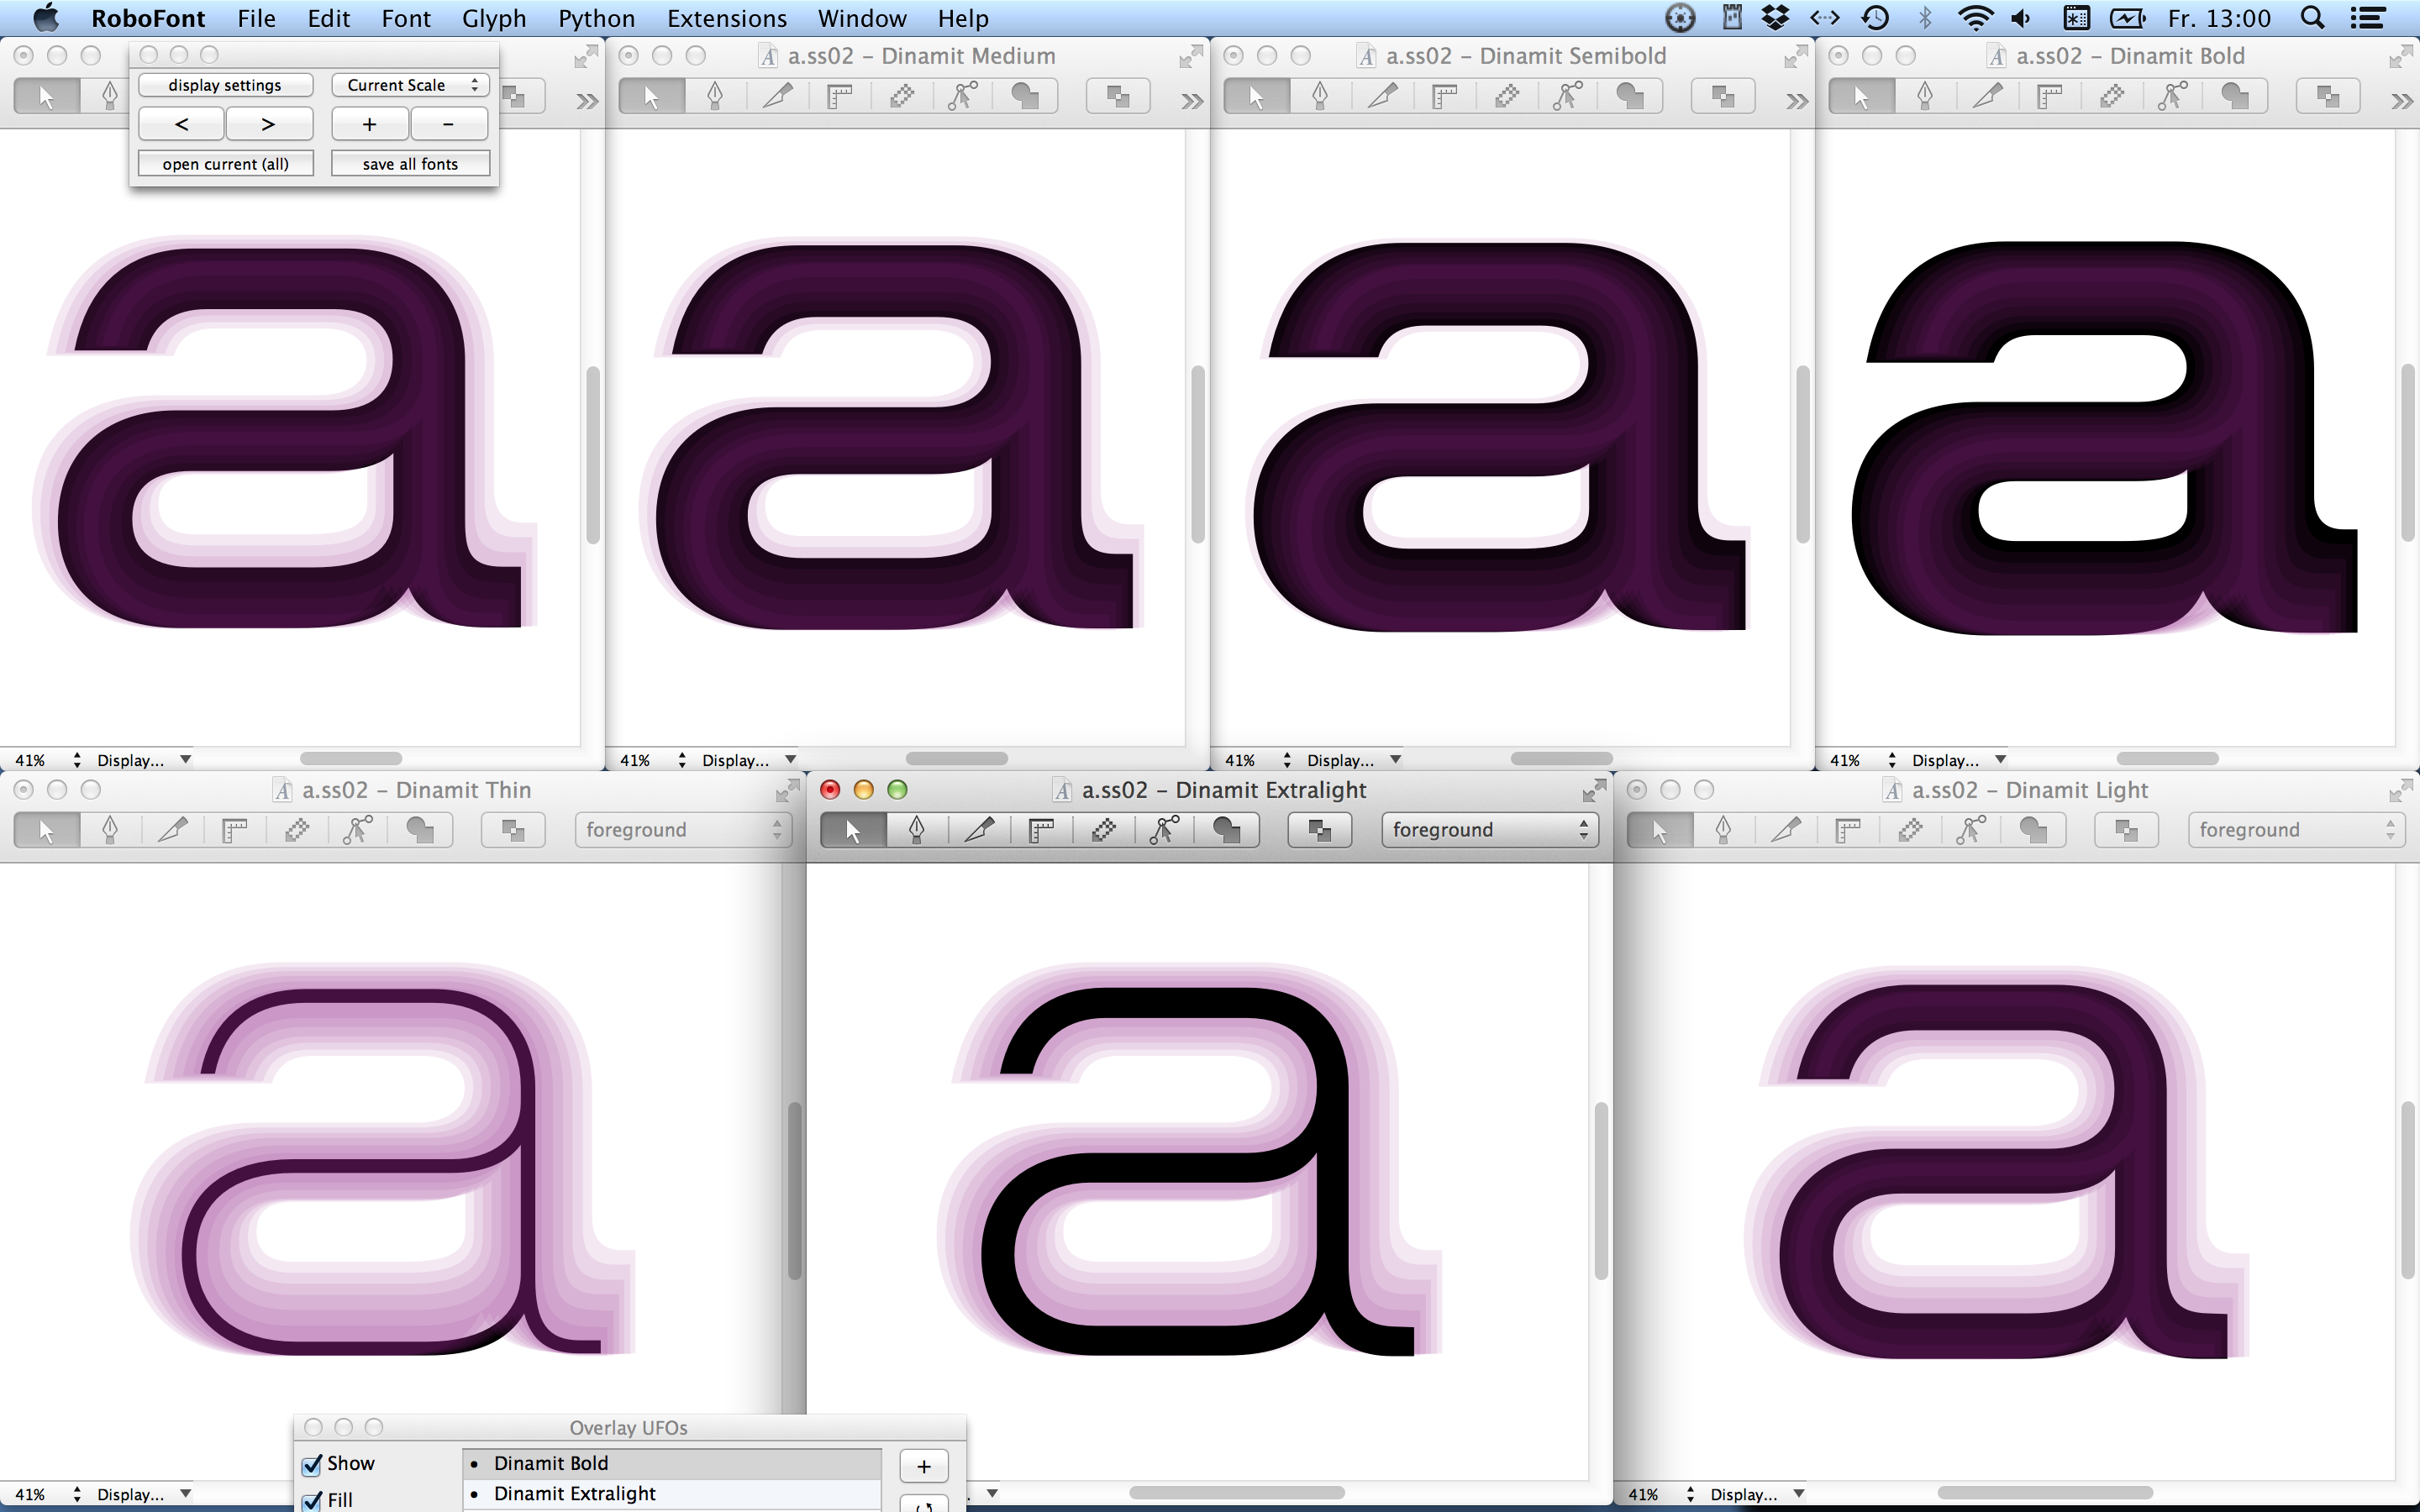 RoboFont File Edit Font Glyph Python Extensions Window Help Fr. 13:00
a.ss02 – Dinamit Medium
a.ss02 – Dinamit Semibold
a.ss02 – Dinamit Bold
display settings Current Scale
< > + –
open current (all) save all fonts
a a a a
41% Display...
41% Display...
41% Display...
41% Display...
a.ss02 – Dinamit Thin
a.ss02 – Dinamit Extralight
a.ss02 – Dinamit Light
foreground
foreground
foreground
a a a
Overlay UFOs
Show
Dinamit Bold
+
Fill
Dinamit Extralight
41% Display...
41% Display...